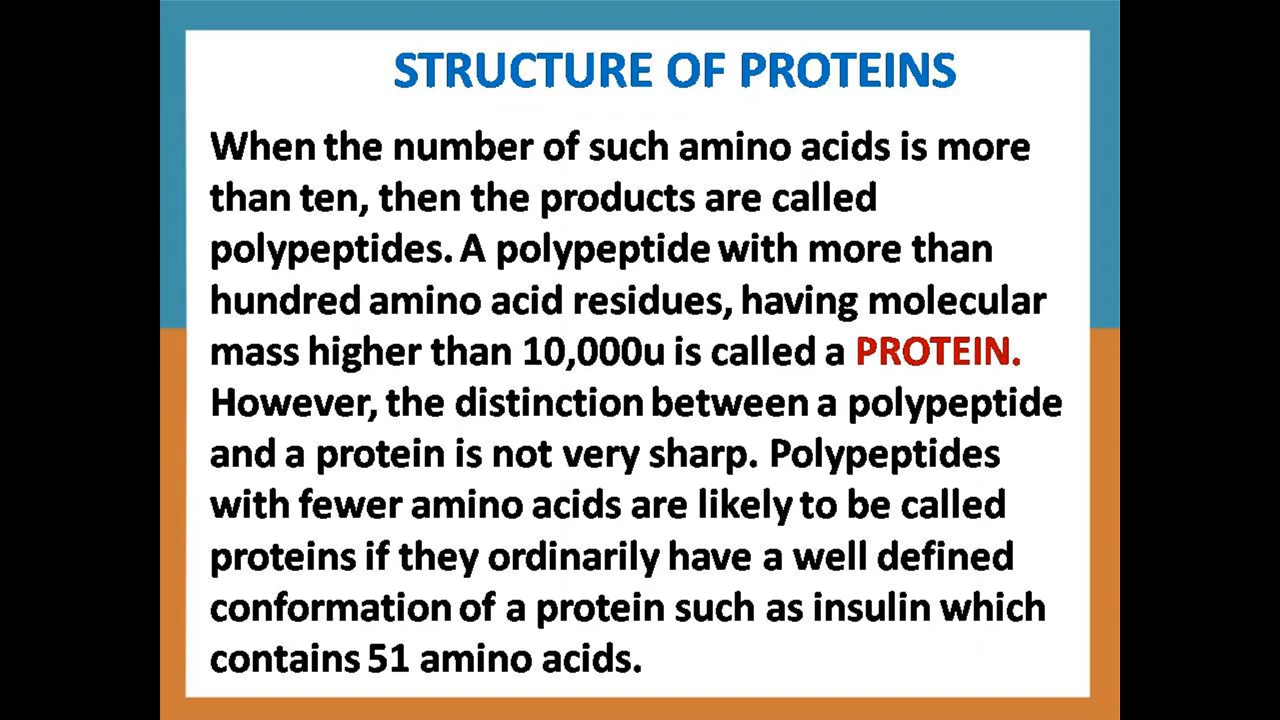 STRUCTURE OF PROTEINS
When the number of such amino acids is more
than ten, then the products are called
polypeptides. A polypeptide with more than
hundred amino acid residues, having molecular
mass higher than 10,000u is called a PROTEIN.
However, the distinction between a polypeptide
and a protein is not very sharp. Polypeptides
with fewer amino acids are likely to be called
proteins if they ordinarily have a well defined
conformation of a protein such as insulin which
contains 51 amino acids.